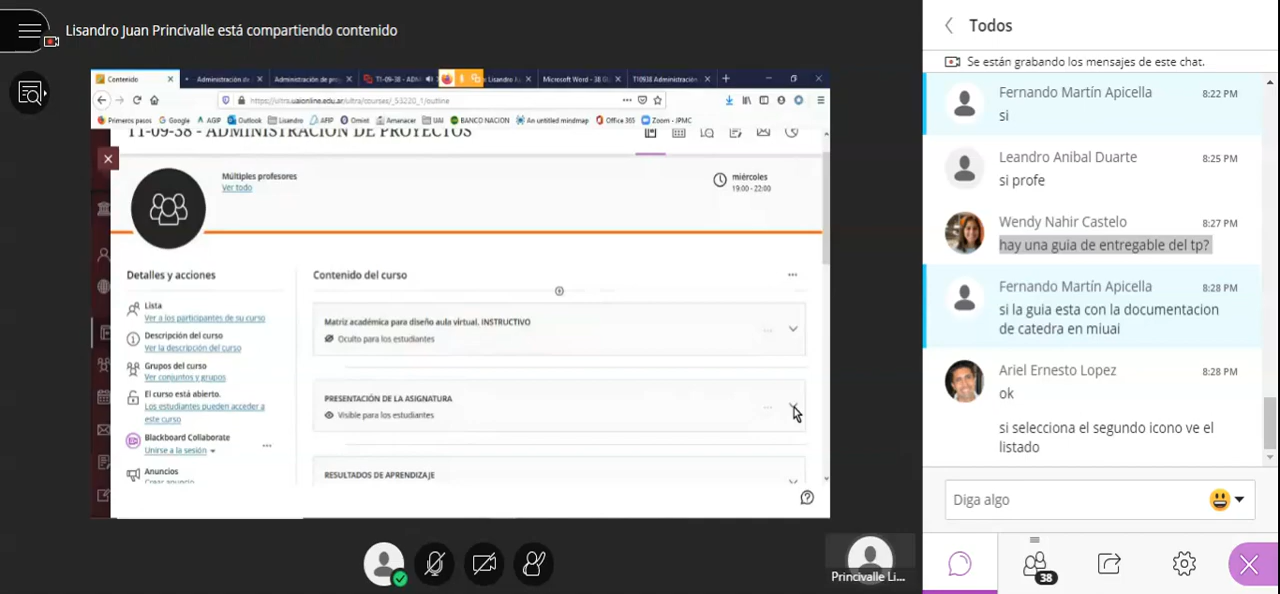 Lisandro Juan Princivalle está compartiendo contenido
Contenido
Administración de
Administración de pro
T1-09-38 - ADM
Lisandro J
Microsoft Word - 38 G
T10938 Administración
https://ultra.uaionline.edu.ar/ultra/courses/_53220_1/outline
Primeros pasos
Google
AGIP
Outlook
Lisandro
AFIP
Omint
Amanecer
UAI
BANCO NACION
An untitled mindmap
Office 365
Zoom - JPMC
T1-09-38 - ADMINISTRACION DE PROYECTOS
Múltiples profesores
Ver todo
miércoles
19:00 - 22:00
Detalles y acciones
Lista
Ver a los participantes de su curso
Descripción del curso
Ver la descripción del curso
Grupos del curso
Ver conjuntos y grupos
El curso está abierto.
Los estudiantes pueden acceder a
este curso
Blackboard Collaborate
Unirse a la sesión
Anuncios
Crear anuncio
Contenido del curso
Matriz académica para diseño aula virtual. INSTRUCTIVO
Oculto para los estudiantes
PRESENTACIÓN DE LA ASIGNATURA
Visible para los estudiantes
RESULTADOS DE APRENDIZAJE
Princivalle Li...
Todos
Se están grabando los mensajes de este chat.
Fernando Martín Apicella
8:22 PM
si
Leandro Anibal Duarte
8:25 PM
si profe
Wendy Nahir Castelo
8:27 PM
hay una guia de entregable del tp?
Fernando Martín Apicella
8:28 PM
si la guia esta con la documentacion
de catedra en miuai
Ariel Ernesto Lopez
8:28 PM
ok
si selecciona el segundo icono ve el
listado
Diga algo
38